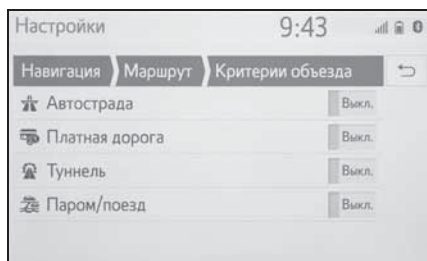 Настройки 9:43
Навигация Маршрут Критерии объезда
Автострада Выкл.
Платная дорога Выкл.
Туннель Выкл.
Паром/поезд Выкл.